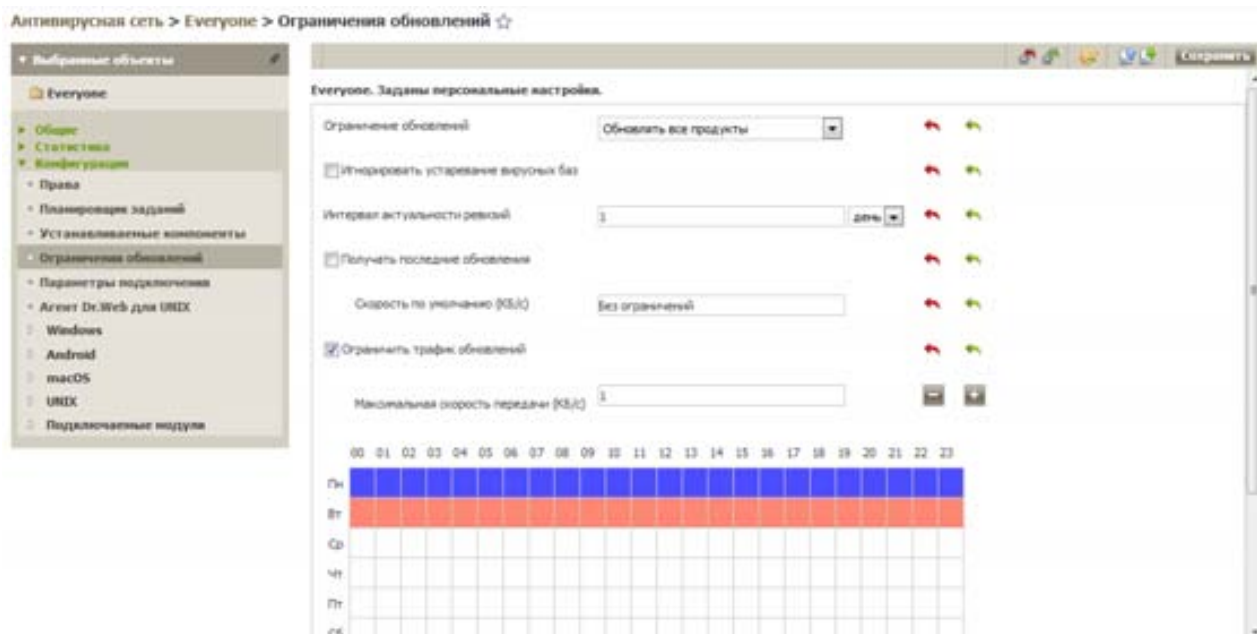 Антивирусная сеть > Everyone > Ограничения обновлений
Выбранные объекты
Сохранить
Everyone
Everyone. Заданы персональные настройки.
Общие
Статистика
Конфигурация
Права
Планировщик заданий
Устанавливаемые компоненты
Ограничения обновлений
Параметры подключения
Агент Dr.Web для UNIX
Windows
Android
macOS
UNIX
Подключаемые модули
Ограничение обновлений
Обновлять все продукты
Игнорировать устаревание вирусных баз
Интервал актуальности ревизий
1
день
Получать последние обновления
Скорость по умолчанию (КБ/с)
Без ограничений
Ограничить трафик обновлений
Максимальная скорость передачи (КБ/с)
1
00 01 02 03 04 05 06 07 08 09 10 11 12 13 14 15 16 17 18 19 20 21 22 23
Пн
Вт
Ср
Чт
Пт
Сб